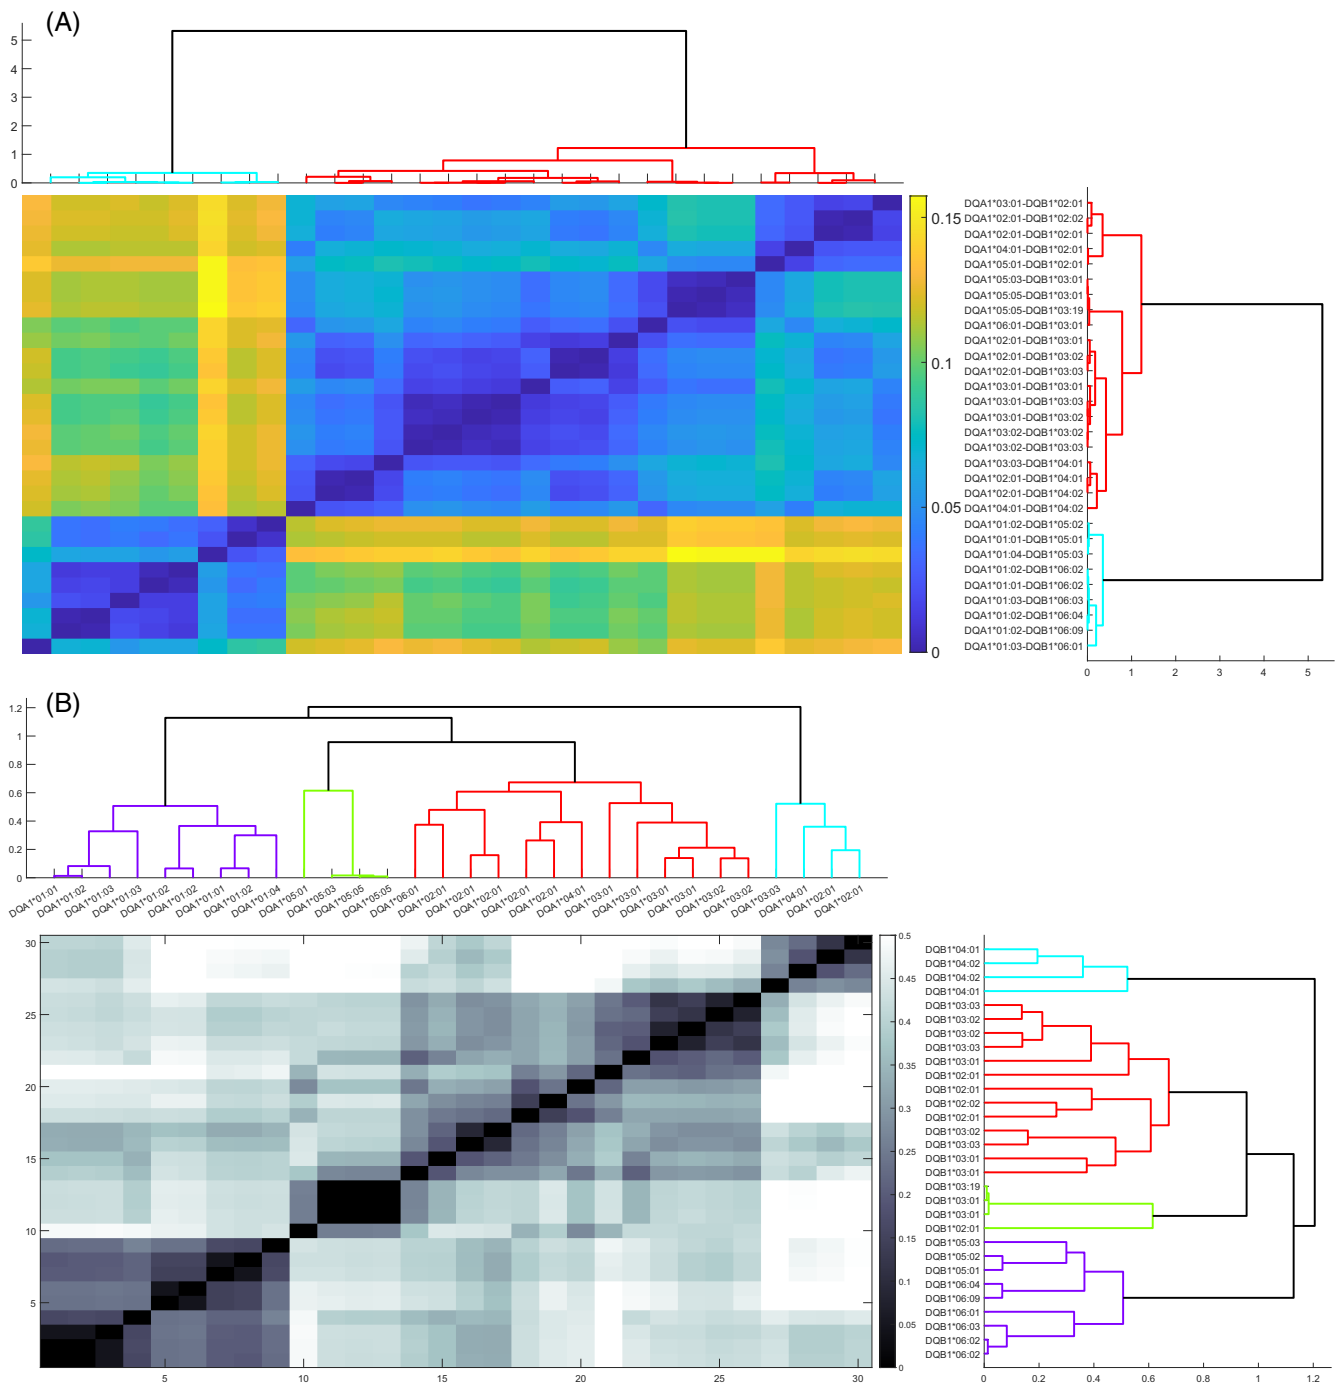 (A)
5
4
3
2
1
0
0.15
0.1
0.05
0
DQA1*03:01-DQB1*02:01
DQA1*02:01-DQB1*02:02
DQA1*02:01-DQB1*02:01
DQA1*04:01-DQB1*02:01
DQA1*05:01-DQB1*02:01
DQA1*05:03-DQB1*03:01
DQA1*05:05-DQB1*03:01
DQA1*05:05-DQB1*03:19
DQA1*06:01-DQB1*03:01
DQA1*02:01-DQB1*03:01
DQA1*02:01-DQB1*03:02
DQA1*02:01-DQB1*03:03
DQA1*03:01-DQB1*03:01
DQA1*03:01-DQB1*03:03
DQA1*03:01-DQB1*03:02
DQA1*03:02-DQB1*03:02
DQA1*03:02-DQB1*03:03
DQA1*03:03-DQB1*04:01
DQA1*02:01-DQB1*04:01
DQA1*02:01-DQB1*04:02
DQA1*04:01-DQB1*04:02
DQA1*01:02-DQB1*05:02
DQA1*01:01-DQB1*05:01
DQA1*01:04-DQB1*05:03
DQA1*01:02-DQB1*06:02
DQA1*01:01-DQB1*06:02
DQA1*01:03-DQB1*06:03
DQA1*01:02-DQB1*06:04
DQA1*01:02-DQB1*06:09
DQA1*01:03-DQB1*06:01
0 1 2 3 4 5
(B)
1.2
1
0.8
0.6
0.4
0.2
0
DQA1*01:01
DQA1*01:02
DQA1*01:03
DQA1*01:03
DQA1*01:02
DQA1*01:02
DQA1*01:01
DQA1*01:02
DQA1*01:04
DQA1*05:01
DQA1*05:03
DQA1*05:05
DQA1*05:05
DQA1*06:01
DQA1*02:01
DQA1*02:01
DQA1*02:01
DQA1*02:01
DQA1*02:01
DQA1*04:01
DQA1*03:01
DQA1*03:01
DQA1*03:01
DQA1*03:01
DQA1*03:02
DQA1*03:02
DQA1*03:03
DQA1*04:01
DQA1*02:01
DQA1*02:01
30
25
20
15
10
5
5 10 15 20 25 30
0.5
0.45
0.4
0.35
0.3
0.25
0.2
0.15
0.1
0.05
0
DQB1*04:01
DQB1*04:02
DQB1*04:02
DQB1*04:01
DQB1*03:03
DQB1*03:02
DQB1*03:02
DQB1*03:03
DQB1*03:01
DQB1*02:01
DQB1*02:01
DQB1*02:02
DQB1*02:01
DQB1*03:02
DQB1*03:03
DQB1*03:01
DQB1*03:01
DQB1*03:19
DQB1*03:01
DQB1*03:01
DQB1*02:01
DQB1*05:03
DQB1*05:02
DQB1*05:01
DQB1*06:04
DQB1*06:09
DQB1*06:01
DQB1*06:03
DQB1*06:02
DQB1*06:02
0 0.2 0.4 0.6 0.8 1 1.2